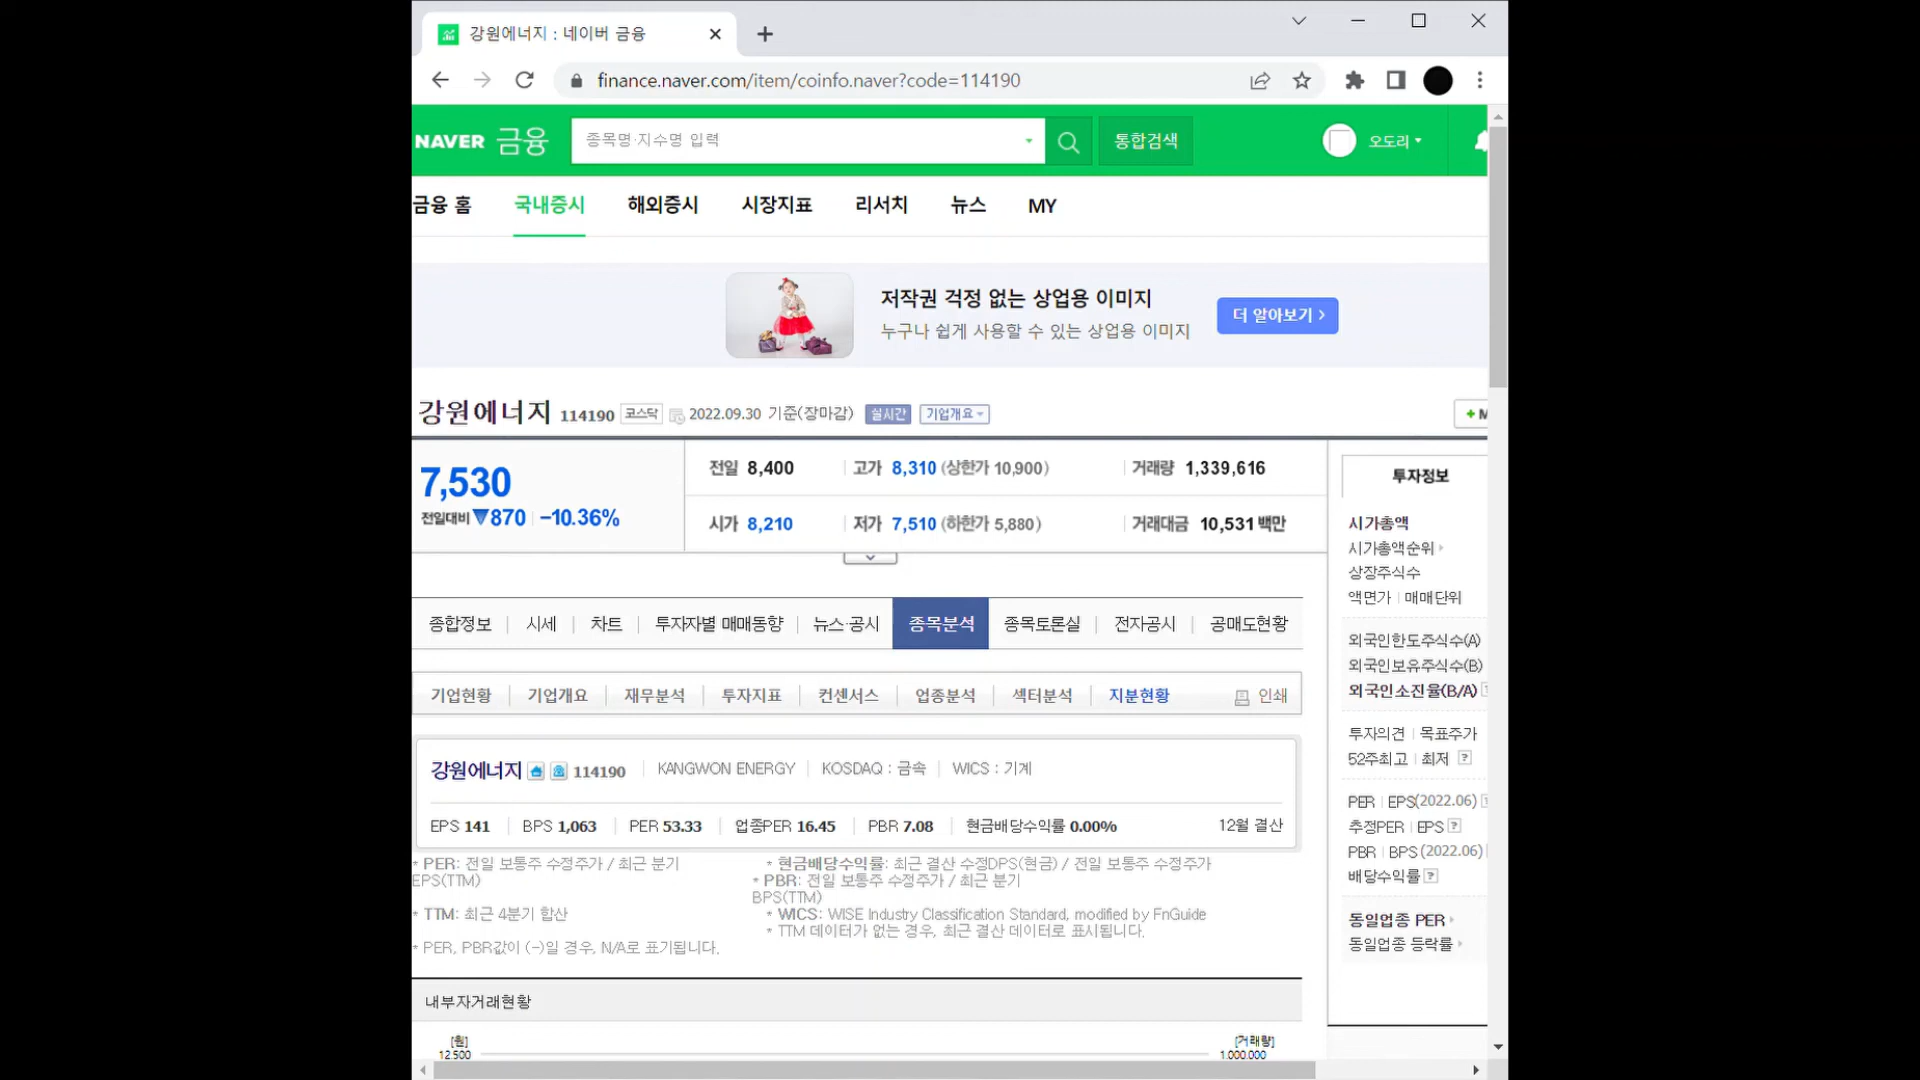 강원에너지 : 네이버 금융
finance.naver.com/item/coinfo.naver?code=114190
NAVER 금융 종목명·지수명 입력 통합검색 오도리
금융 홈 국내증시 해외증시 시장지표 리서치 뉴스 MY
저작권 걱정 없는 상업용 이미지
누구나 쉽게 사용할 수 있는 상업용 이미지
더 알아보기
강원에너지 114190 코스닥 2022.09.30 기준(장마감) 실시간 기업개요
7,530
전일대비 ▼870 -10.36%
전일 8,400 고가 8,310 (상한가 10,900) 거래량 1,339,616
시가 8,210 저가 7,510 (하한가 5,880) 거래대금 10,531 백만
종합정보 시세 차트 투자자별 매매동향 뉴스·공시 종목분석 종목토론실 전자공시 공매도현황
기업현황 기업개요 재무분석 투자지표 컨센서스 업종분석 섹터분석 지분현황 인쇄
강원에너지 114190 KANGWON ENERGY KOSDAQ : 금속 WICS : 기계
EPS 141 BPS 1,063 PER 53.33 업종PER 16.45 PBR 7.08 현금배당수익률 0.00% 12월 결산
* PER: 전일 보통주 수정주가 / 최근 분기
EPS(TTM)
* TTM: 최근 4분기 합산
* PER, PBR값이 (-)일 경우, N/A로 표기됩니다.
* 현금배당수익률: 최근 결산 수정DPS(현금) / 전일 보통주 수정주가
* PBR: 전일 보통주 수정주가 / 최근 분기
BPS(TTM)
* WICS: WISE Industry Classification Standard, modified by FnGuide
* TTM 데이터가 없는 경우, 최근 결산 데이터로 표시됩니다.
내부자거래현황
[원] [거래량]
12,500 1,000,000
투자정보
시가총액
시가총액순위
상장주식수
액면가 매매단위
외국인한도주식수(A)
외국인보유주식수(B)
외국인소진율(B/A)
투자의견 목표주가
52주최고 최저
PER EPS(2022.06)
추정PER EPS
PBR BPS (2022.06)
배당수익률
동일업종 PER
동일업종 등락률